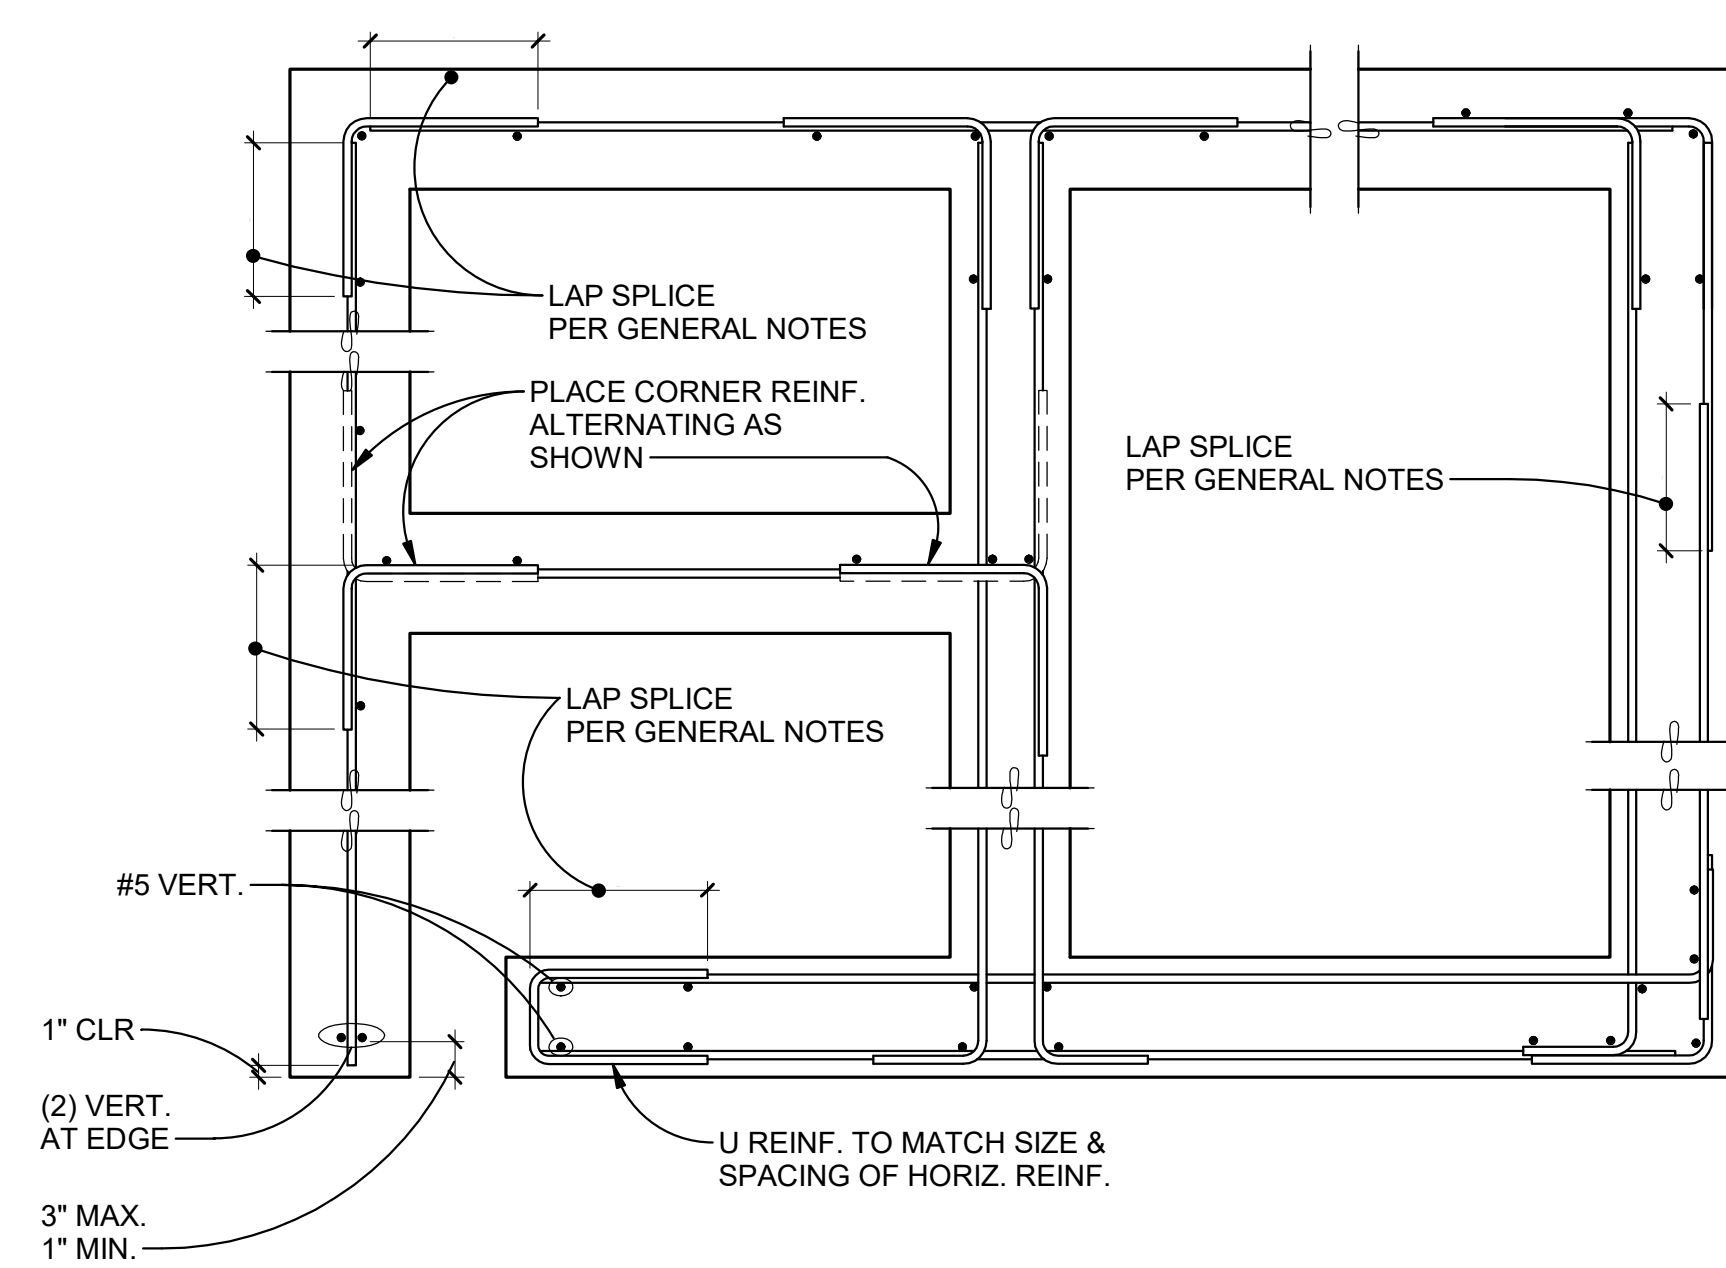 LAP SPLICE
PER GENERAL NOTES
PLACE CORNER REINF.
ALTERNATING AS
SHOWN
LAP SPLICE
PER GENERAL NOTES
LAP SPLICE
PER GENERAL NOTES
#5 VERT.
1" CLR
(2) VERT.
AT EDGE
U REINF. TO MATCH SIZE &
SPACING OF HORIZ. REINF.
3" MAX.
1" MIN.